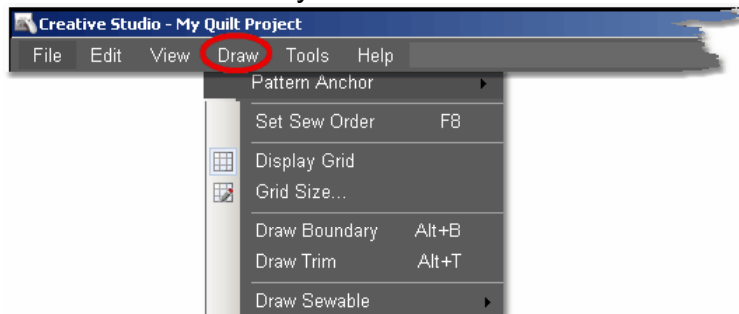 Creative Studio - My Quilt Project
File Edit View Draw Tools Help
Pattern Anchor
Set Sew Order F8
Display Grid
Grid Size...
Draw Boundary Alt+B
Draw Trim Alt+T
Draw Sewable